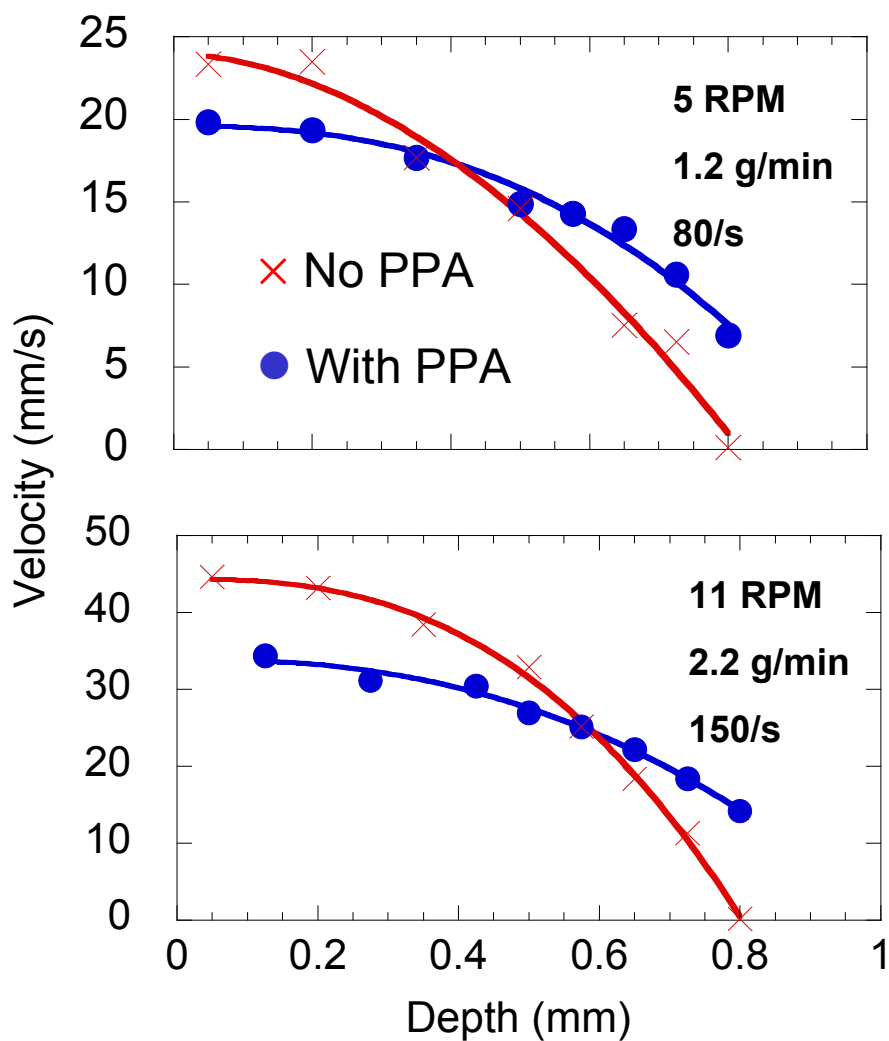 25
20
15
10
5
0
5 RPM
1.2 g/min
80/s
No PPA
With PPA
Velocity (mm/s)
50
40
30
20
10
0
11 RPM
2.2 g/min
150/s
0 0.2 0.4 0.6 0.8 1
Depth (mm)